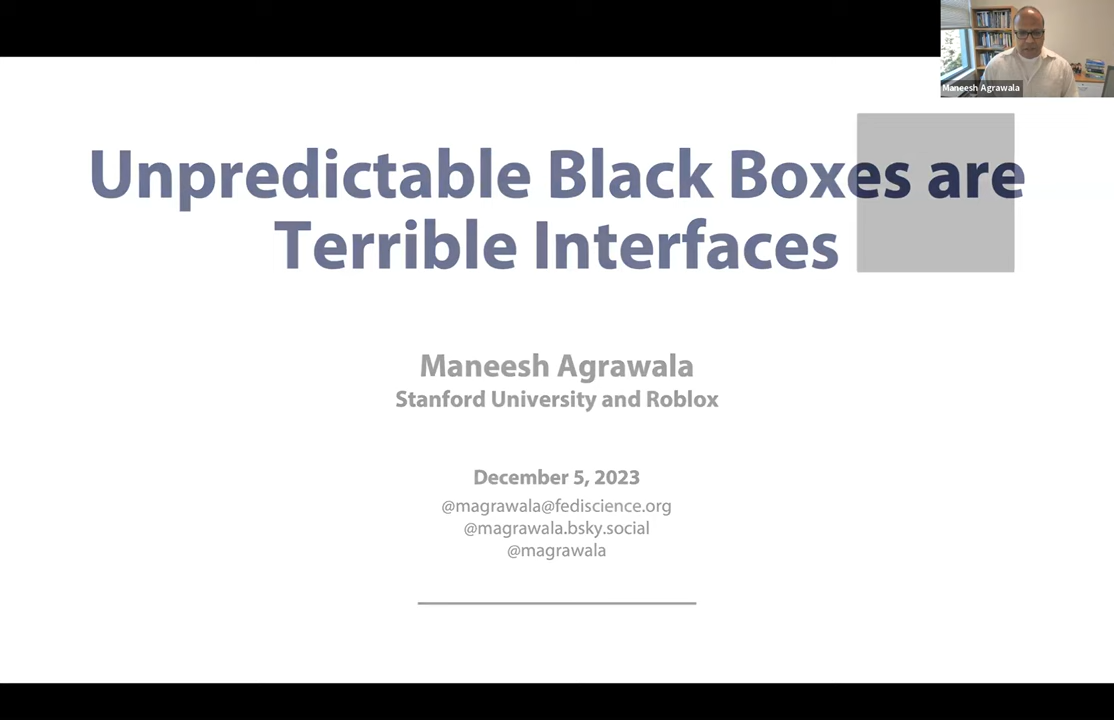 Maneesh Agrawala
Unpredictable Black Boxes are
Terrible Interfaces
Maneesh Agrawala
Stanford University and Roblox
December 5, 2023
@magrawala@fediscience.org
@magrawala.bsky.social
@magrawala